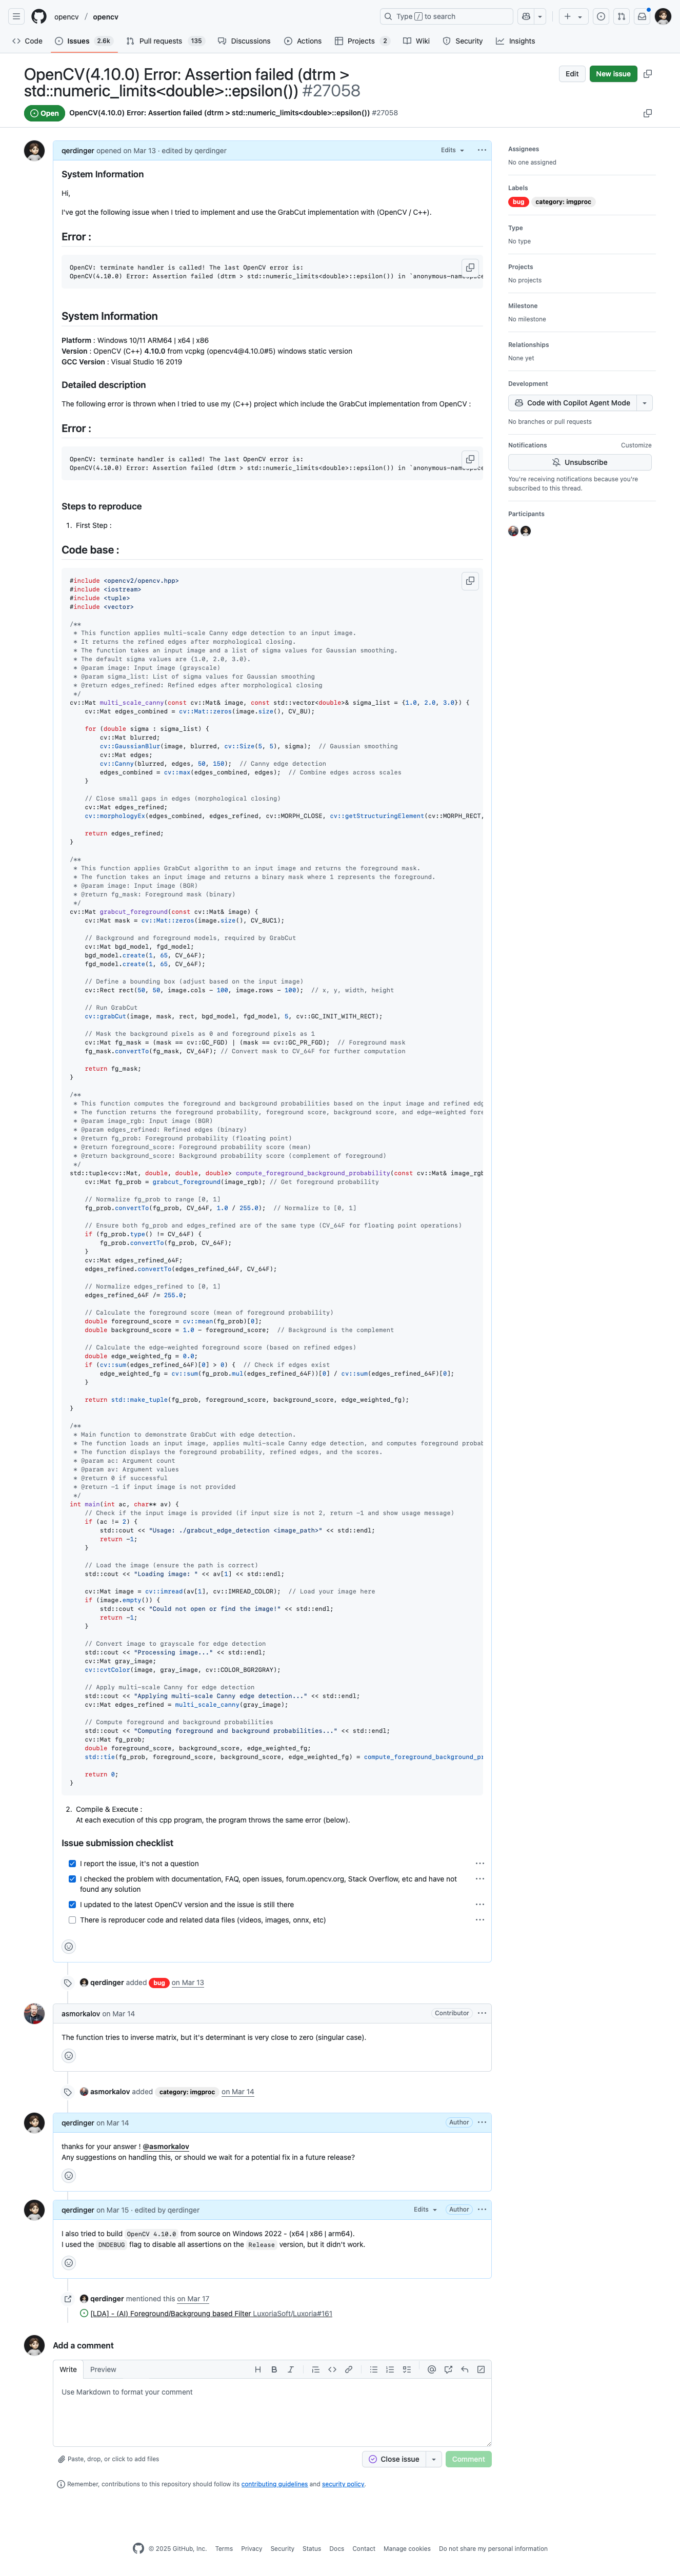 opencv / opencv
Type / to search
Code
Issues 2.6k
Pull requests 135
Discussions
Actions
Projects 2
Wiki
Security
Insights
OpenCV(4.10.0) Error: Assertion failed (dtrm >
std::numeric_limits<double>::epsilon()) #27058
Edit
New issue
Open
OpenCV(4.10.0) Error: Assertion failed (dtrm > std::numeric_limits<double>::epsilon()) #27058
qerdinger opened on Mar 13 · edited by qerdinger
Edits
System Information
Hi,
I've got the following issue when I tried to implement and use the GrabCut implementation with (OpenCV / C++).
Error :
OpenCV: terminate handler is called! The last OpenCV error is:
OpenCV(4.10.0) Error: Assertion failed (dtrm > std::numeric_limits<double>::epsilon()) in `anonymous-namespace
System Information
Platform : Windows 10/11 ARM64 | x64 | x86
Version : OpenCV (C++) 4.10.0 from vcpkg (opencv4@4.10.0#5) windows static version
GCC Version : Visual Studio 16 2019
Detailed description
The following error is thrown when I tried to use my (C++) project which include the GrabCut implementation from OpenCV :
Error :
OpenCV: terminate handler is called! The last OpenCV error is:
OpenCV(4.10.0) Error: Assertion failed (dtrm > std::numeric_limits<double>::epsilon()) in `anonymous-namespace
Steps to reproduce
1. First Step :
Code base :
#include <opencv2/opencv.hpp>
#include <iostream>
#include <tuple>
#include <vector>
/**
 * This function applies multi-scale Canny edge detection to an input image.
 * It returns the refined edges after morphological closing.
 * The function takes an input image and a list of sigma values for Gaussian smoothing.
 * The default sigma values are {1.0, 2.0, 3.0}.
 * @param image: Input image (grayscale)
 * @param sigma_list: List of sigma values for Gaussian smoothing
 * @return edges_refined: Refined edges after morphological closing
 */
cv::Mat multi_scale_canny(const cv::Mat& image, const std::vector<double>& sigma_list = {1.0, 2.0, 3.0}) {
    cv::Mat edges_combined = cv::Mat::zeros(image.size(), CV_8U);
    for (double sigma : sigma_list) {
        cv::Mat blurred;
        cv::GaussianBlur(image, blurred, cv::Size(5, 5), sigma);  // Gaussian smoothing
        cv::Mat edges;
        cv::Canny(blurred, edges, 50, 150);  // Canny edge detection
        edges_combined = cv::max(edges_combined, edges);  // Combine edges across scales
    }
    // Close small gaps in edges (morphological closing)
    cv::Mat edges_refined;
    cv::morphologyEx(edges_combined, edges_refined, cv::MORPH_CLOSE, cv::getStructuringElement(cv::MORPH_RECT,
    return edges_refined;
}
/**
 * This function applies GrabCut algorithm to an input image and returns the foreground mask.
 * The function takes an input image and returns a binary mask where 1 represents the foreground.
 * @param image: Input image (BGR)
 * @return fg_mask: Foreground mask (binary)
 */
cv::Mat grabcut_foreground(const cv::Mat& image) {
    cv::Mat mask = cv::Mat::zeros(image.size(), CV_8UC1);
    // Background and foreground models, required by GrabCut
    cv::Mat bgd_model, fgd_model;
    bgd_model.create(1, 65, CV_64F);
    fgd_model.create(1, 65, CV_64F);
    // Define a bounding box (adjust based on the input image)
    cv::Rect rect(50, 50, image.cols - 100, image.rows - 100);  // x, y, width, height
    // Run GrabCut
    cv::grabCut(image, mask, rect, bgd_model, fgd_model, 5, cv::GC_INIT_WITH_RECT);
    // Mask the background pixels as 0 and foreground pixels as 1
    cv::Mat fg_mask = (mask == cv::GC_FGD) | (mask == cv::GC_PR_FGD);  // Foreground mask
    fg_mask.convertTo(fg_mask, CV_64F); // Convert mask to CV_64F for further computation
    return fg_mask;
}
/**
 * This function computes the foreground and background probabilities based on the input image and refined edg
 * The function returns the foreground probability, foreground score, background score, and edge-weighted fore
 * @param image_rgb: Input image (BGR)
 * @param edges_refined: Refined edges (binary)
 * @return fg_prob: Foreground probability (floating point)
 * @return foreground_score: Foreground probability score (mean)
 * @return background_score: Background probability score (complement of foreground)
 */
std::tuple<cv::Mat, double, double, double> compute_foreground_background_probability(const cv::Mat& image_rgb
    cv::Mat fg_prob = grabcut_foreground(image_rgb); // Get foreground probability
    // Normalize fg_prob to range [0, 1]
    fg_prob.convertTo(fg_prob, CV_64F, 1.0 / 255.0);  // Normalize to [0, 1]
    // Ensure both fg_prob and edges_refined are of the same type (CV_64F for floating point operations)
    if (fg_prob.type() != CV_64F) {
        fg_prob.convertTo(fg_prob, CV_64F);
    }
    cv::Mat edges_refined_64F;
    edges_refined.convertTo(edges_refined_64F, CV_64F);
    // Normalize edges_refined to [0, 1]
    edges_refined_64F /= 255.0;
    // Calculate the foreground score (mean of foreground probability)
    double foreground_score = cv::mean(fg_prob)[0];
    double background_score = 1.0 - foreground_score;  // Background is the complement
    // Calculate the edge-weighted foreground score (based on refined edges)
    double edge_weighted_fg = 0.0;
    if (cv::sum(edges_refined_64F)[0] > 0) {  // Check if edges exist
        edge_weighted_fg = cv::sum(fg_prob.mul(edges_refined_64F))[0] / cv::sum(edges_refined_64F)[0];
    }
    return std::make_tuple(fg_prob, foreground_score, background_score, edge_weighted_fg);
}
/**
 * Main function to demonstrate GrabCut with edge detection.
 * The function loads an input image, applies multi-scale Canny edge detection, and computes foreground probab
 * The function displays the foreground probability, refined edges, and the scores.
 * @param ac: Argument count
 * @param av: Argument values
 * @return 0 if successful
 * @return -1 if input image is not provided
 */
int main(int ac, char** av) {
    // Check if the input image is provided (if input size is not 2, return -1 and show usage message)
    if (ac != 2) {
        std::cout << "Usage: ./grabcut_edge_detection <image_path>" << std::endl;
        return -1;
    }
    // Load the image (ensure the path is correct)
    std::cout << "Loading image: " << av[1] << std::endl;
    cv::Mat image = cv::imread(av[1], cv::IMREAD_COLOR);  // Load your image here
    if (image.empty()) {
        std::cout << "Could not open or find the image!" << std::endl;
        return -1;
    }
    // Convert image to grayscale for edge detection
    std::cout << "Processing image..." << std::endl;
    cv::Mat gray_image;
    cv::cvtColor(image, gray_image, cv::COLOR_BGR2GRAY);
    // Apply multi-scale Canny for edge detection
    std::cout << "Applying multi-scale Canny edge detection..." << std::endl;
    cv::Mat edges_refined = multi_scale_canny(gray_image);
    // Compute foreground and background probabilities
    std::cout << "Computing foreground and background probabilities..." << std::endl;
    cv::Mat fg_prob;
    double foreground_score, background_score, edge_weighted_fg;
    std::tie(fg_prob, foreground_score, background_score, edge_weighted_fg) = compute_foreground_background_pr
    return 0;
}
2. Compile & Execute :
At each execution of this cpp program, the program throws the same error (below).
Issue submission checklist
I report the issue, it's not a question
I checked the problem with documentation, FAQ, open issues, forum.opencv.org, Stack Overflow, etc and have not
found any solution
I updated to the latest OpenCV version and the issue is still there
There is reproducer code and related data files (videos, images, onnx, etc)
qerdinger added bug on Mar 13
asmorkalov on Mar 14
Contributor
The function tries to inverse matrix, but it's determinant is very close to zero (singular case).
asmorkalov added category: imgproc on Mar 14
qerdinger on Mar 14
Author
thanks for your answer ! @asmorkalov
Any suggestions on handling this, or should we wait for a potential fix in a future release?
qerdinger on Mar 15 · edited by qerdinger
Edits
Author
I also tried to build OpenCV 4.10.0 from source on Windows 2022 - (x64 | x86 | arm64).
I used the DNDEBUG flag to disable all assertions on the Release version, but it didn't work.
qerdinger mentioned this on Mar 17
[LDA] - (AI) Foreground/Backgroung based Filter LuxoriaSoft/Luxoria#161
Add a comment
Write
Preview
Use Markdown to format your comment
Paste, drop, or click to add files
Close issue
Comment
Remember, contributions to this repository should follow its contributing guidelines and security policy.
Assignees
No one assigned
Labels
bug
category: imgproc
Type
No type
Projects
No projects
Milestone
No milestone
Relationships
None yet
Development
Code with Copilot Agent Mode
No branches or pull requests
Notifications
Customize
Unsubscribe
You're receiving notifications because you're
subscribed to this thread.
Participants
© 2025 GitHub, Inc.
Terms
Privacy
Security
Status
Docs
Contact
Manage cookies
Do not share my personal information